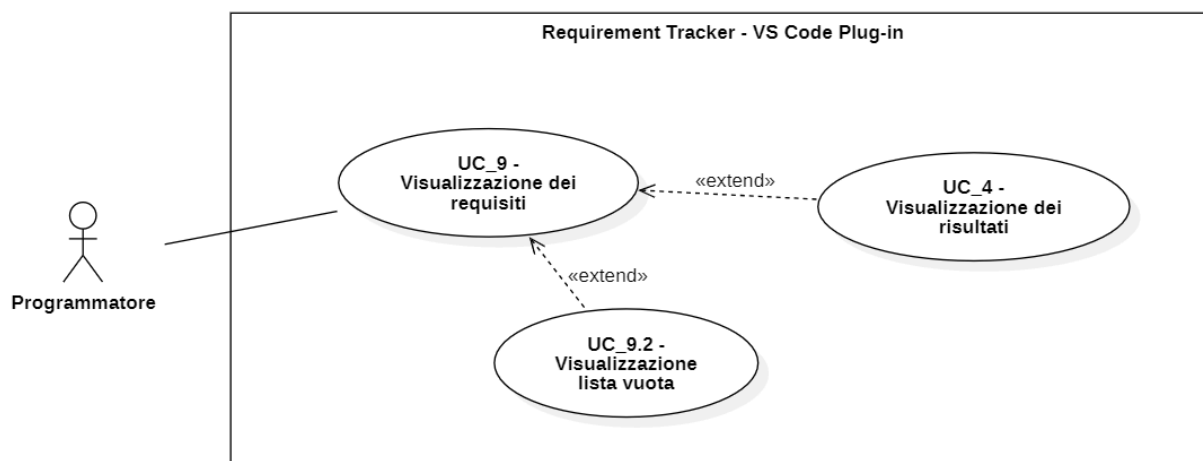 Requirement Tracker - VS Code Plug-in
UC_9 -
Visualizzazione dei
requisiti
«extend»
UC_4 -
Visualizzazione dei
risultati
«extend»
Programmatore
UC_9.2 -
Visualizzazione
lista vuota